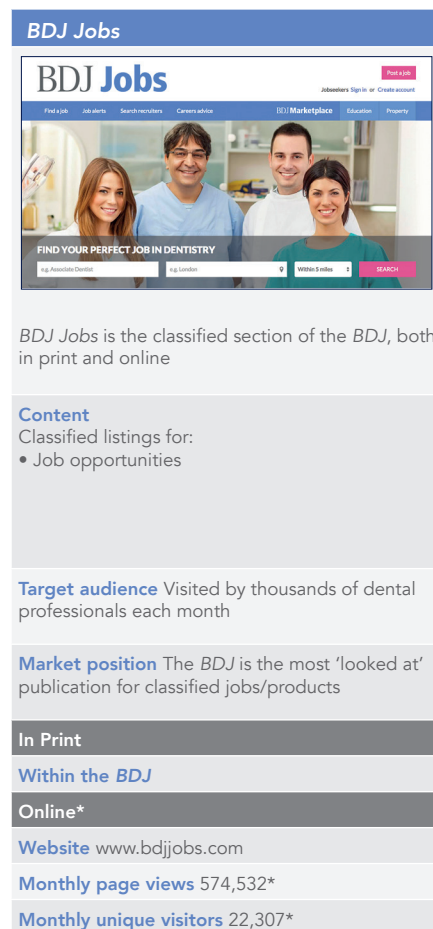 BDJ Jobs
BDJ Jobs
Post a job
Jobseekers Sign in or Create account
Find a job Job alerts Search recruiters Careers advice BDJ Marketplace Education Property
FIND YOUR PERFECT JOB IN DENTISTRY
e.g. Associate Dentist e.g. London Within 5 miles SEARCH
BDJ Jobs is the classified section of the BDJ, both
in print and online
Content
Classified listings for:
• Job opportunities
Target audience Visited by thousands of dental
professionals each month
Market position The BDJ is the most ‘looked at’
publication for classified jobs/products
In Print
Within the BDJ
Online*
Website www.bdjjobs.com
Monthly page views 574,532*
Monthly unique visitors 22,307*